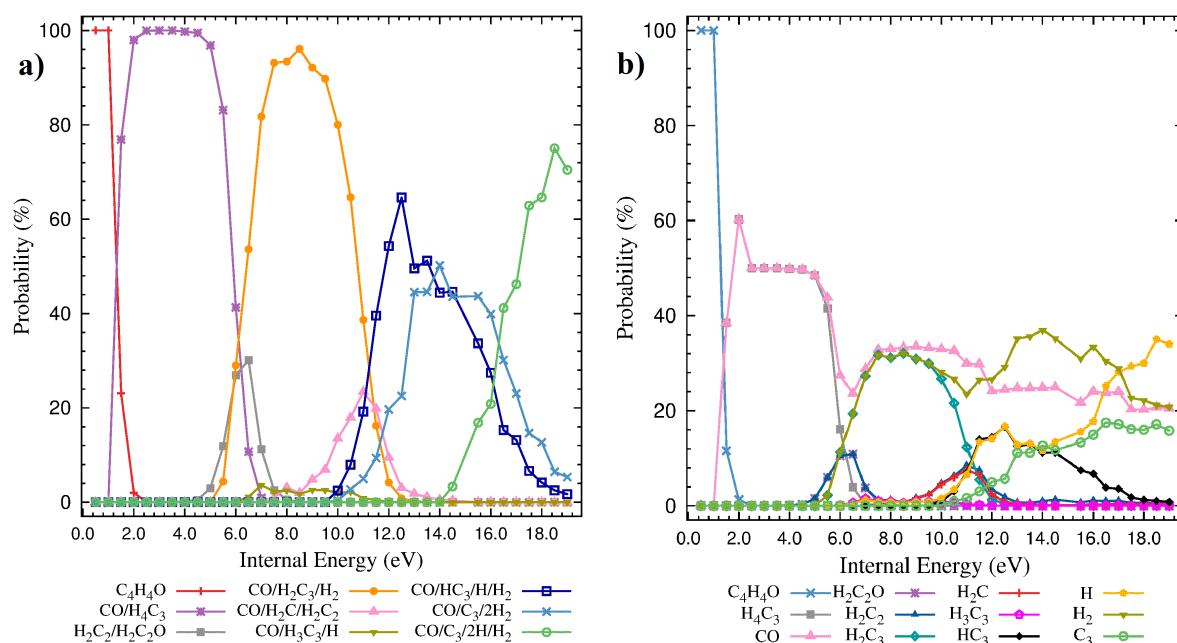 a)
100
80
60
40
20
0
Probability (%)
0.0 2.0 4.0 6.0 8.0 10.0 12.0 14.0 16.0 18.0
Internal Energy (eV)
C₄H₄O CO/H₂C₃/H₂ CO/HC₃/H/H₂
CO/H₄C₃ CO/H₂C/H₂C₂ CO/C₃/2H₂
H₂C₂/H₂C₂O CO/H₃C₃/H CO/C₃/2H/H₂
b)
100
80
60
40
20
0
Probability (%)
0.0 2.0 4.0 6.0 8.0 10.0 12.0 14.0 16.0 18.0
Internal Energy (eV)
C₄H₄O H₂C₂O H₂C H
H₄C₃ H₂C₂ H₃C₃ H₂
CO H₂C₃ HC₃ C₃